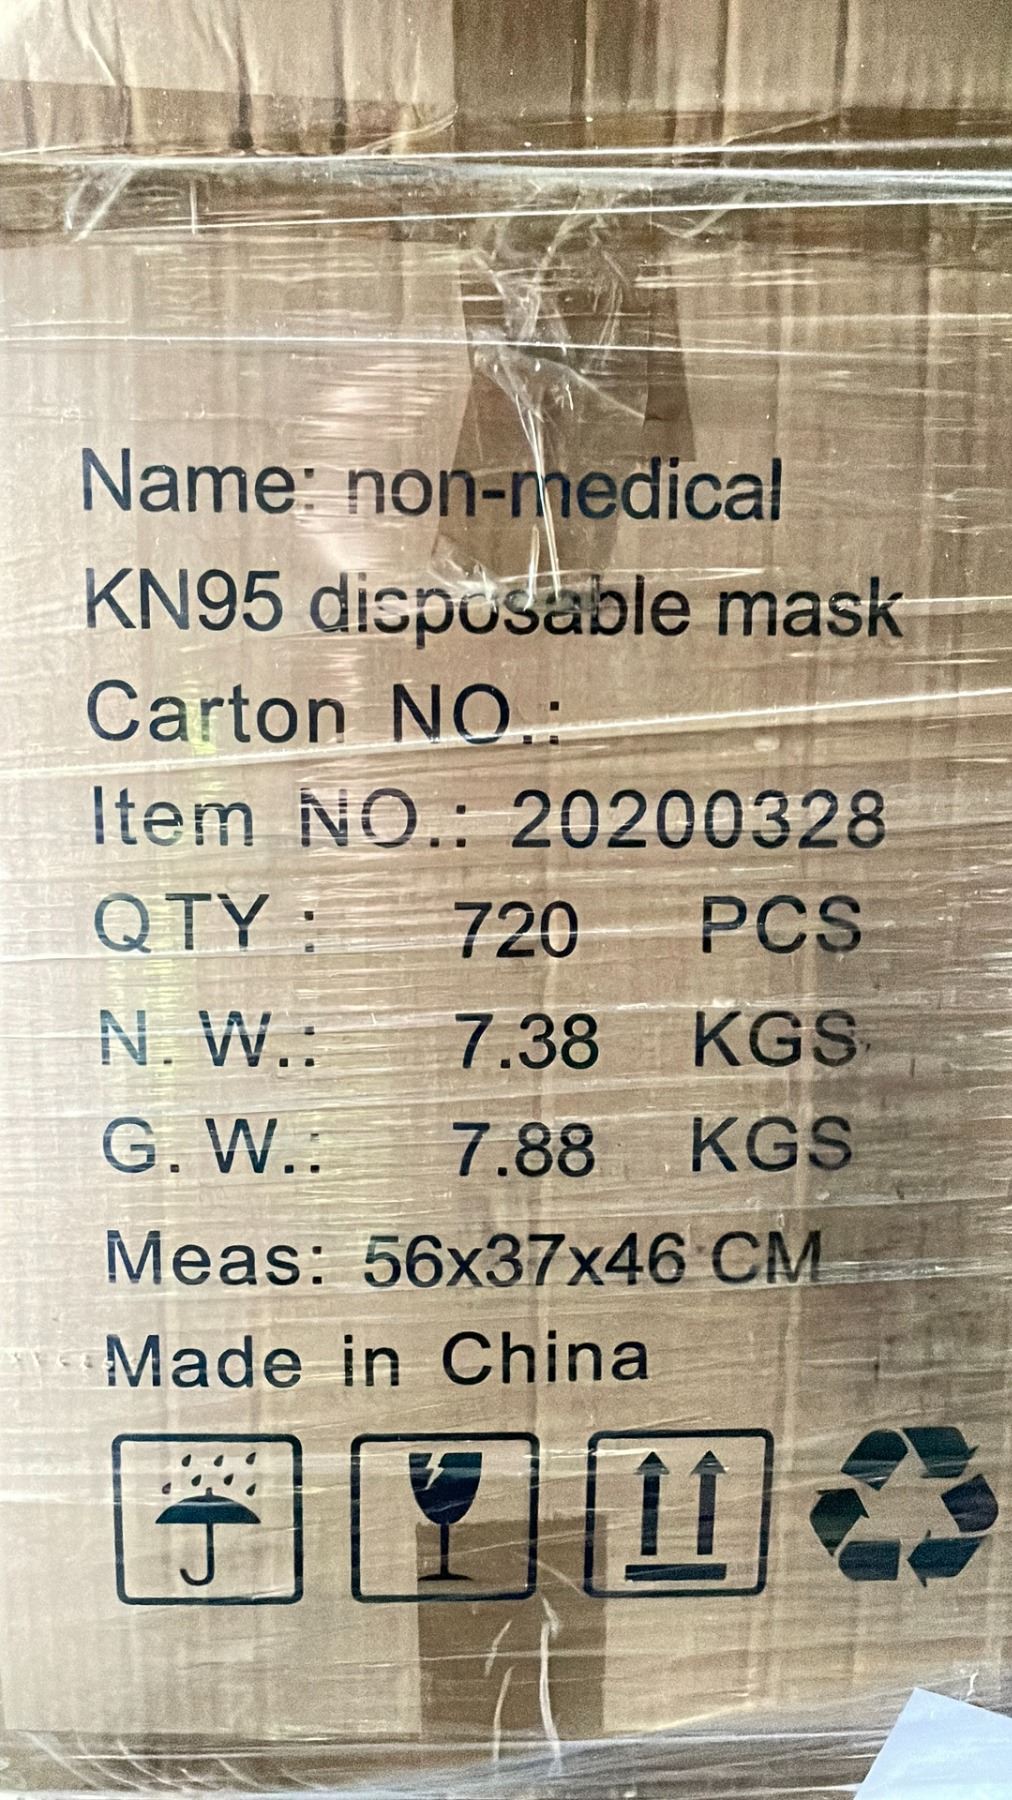 Name: non-medical
KN95 disposable mask
Carton NO.:
Item NO.: 20200328
QTY : 720 PCS
N. W.: 7.38 KGS
G. W.: 7.88 KGS
Meas: 56x37x46 CM
Made in China